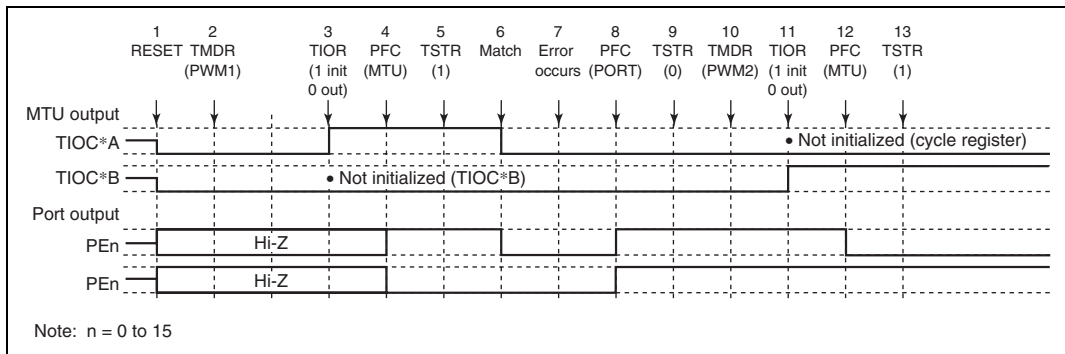 1 2 3 4 5 6 7 8 9 10 11 12 13
RESET TMDR TIOR PFC TSTR Match Error PFC TSTR TMDR TIOR PFC TSTR
(PWM1) (1 init (MTU) (1) occurs (PORT) (0) (PWM2) (1 init (MTU) (1)
0 out) 0 out)
MTU output
TIOC*A • Not initialized (cycle register)
TIOC*B • Not initialized (TIOC*B)
Port output
PEn Hi-Z
PEn Hi-Z
Note: n = 0 to 15